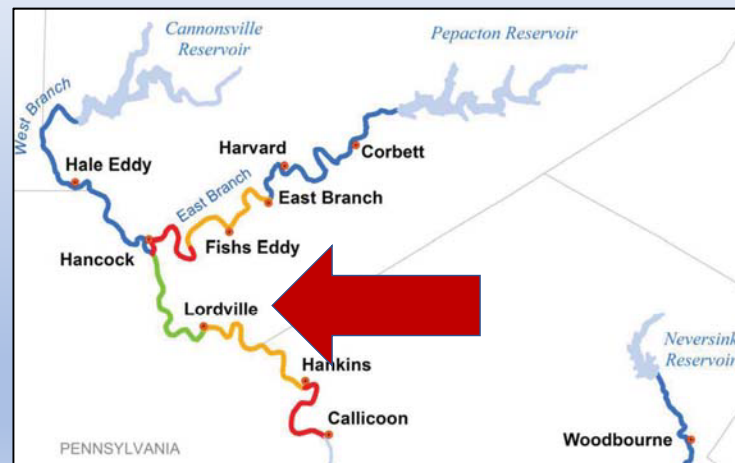 Cannonsville
Reservoir
Pepacton Reservoir
West Branch
Harvard
Corbett
Hale Eddy
East Branch
East Branch
Fishs Eddy
Hancock
Lordville
Neversink
Reservoir
Hankins
Callicoon
PENNSYLVANIA
Woodbourne